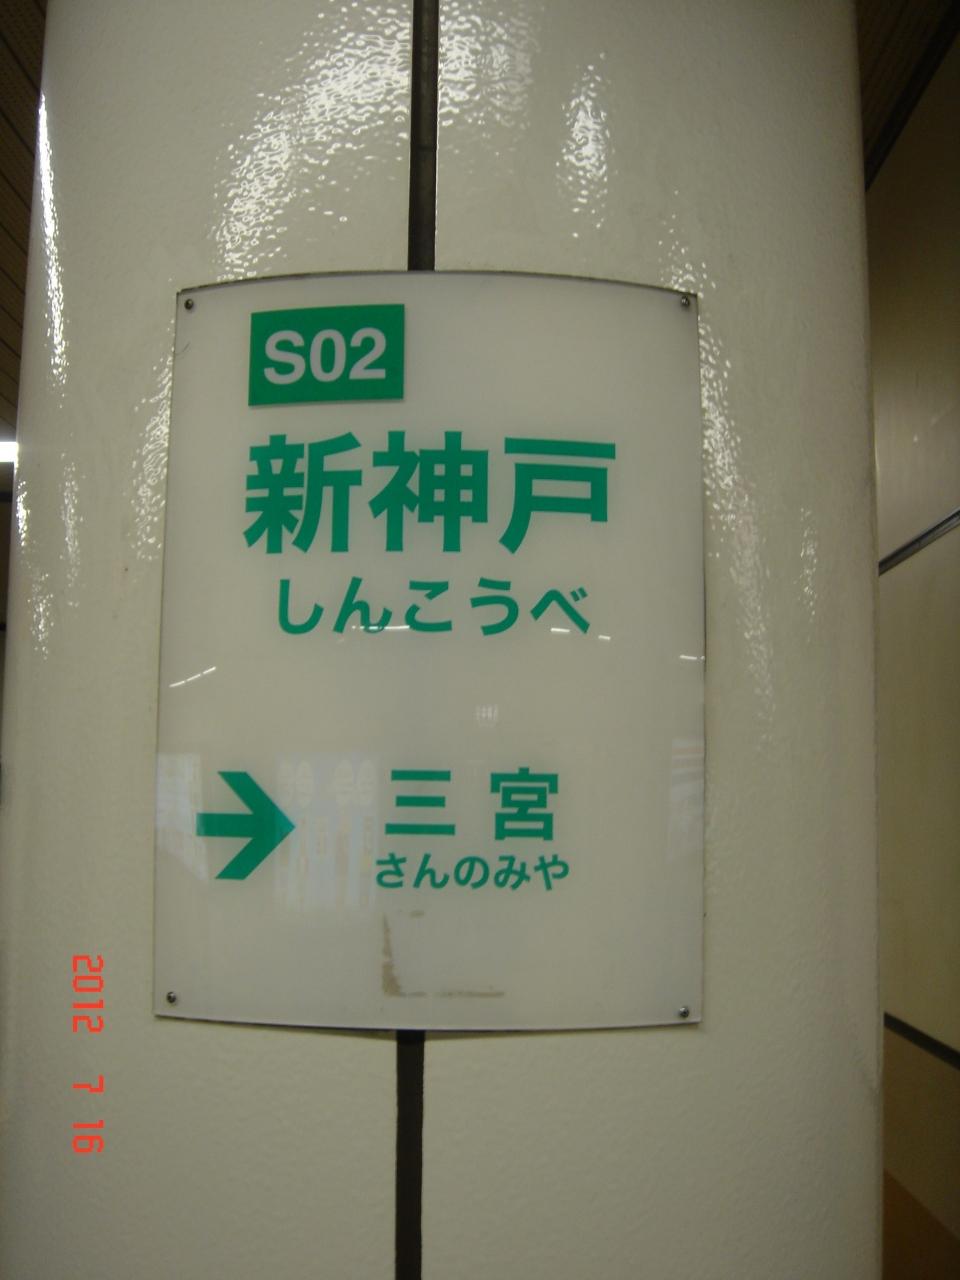 S02
新神戸
しんこうべ
→ 三宮
さんのみや
2012 7 16